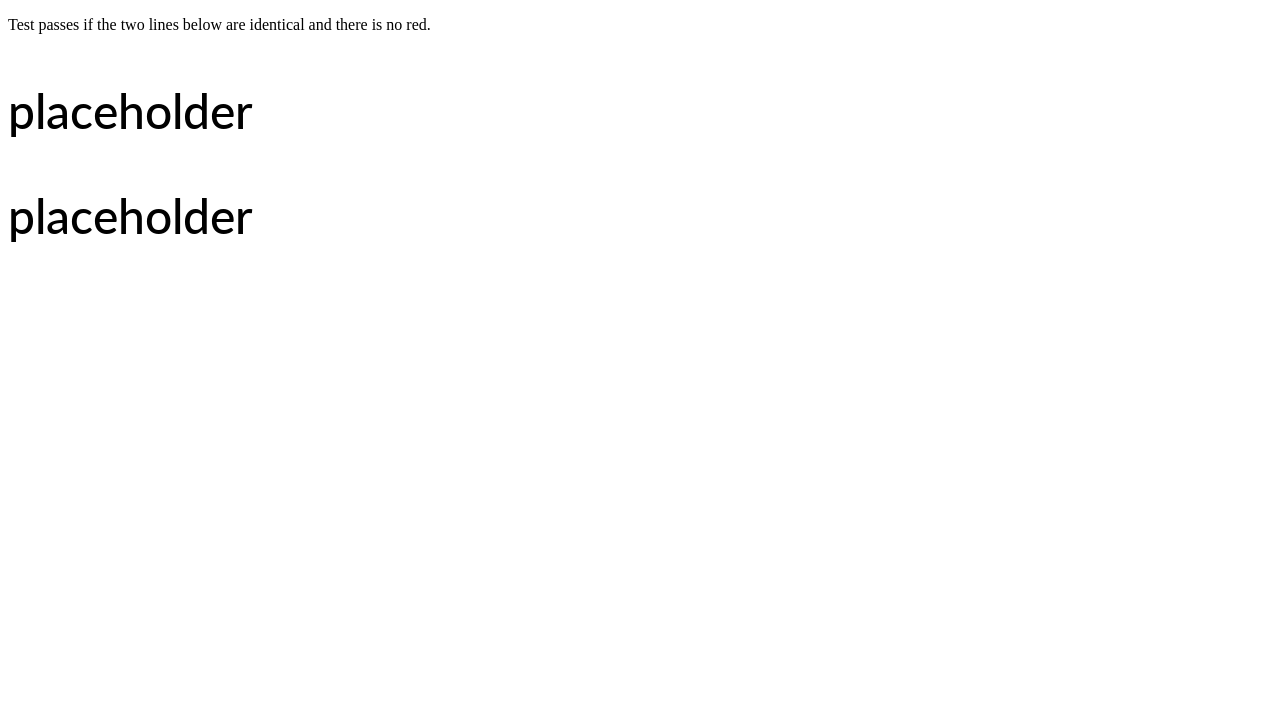 Test passes if the two lines below are identical and there is no red.
placeholder
placeholder